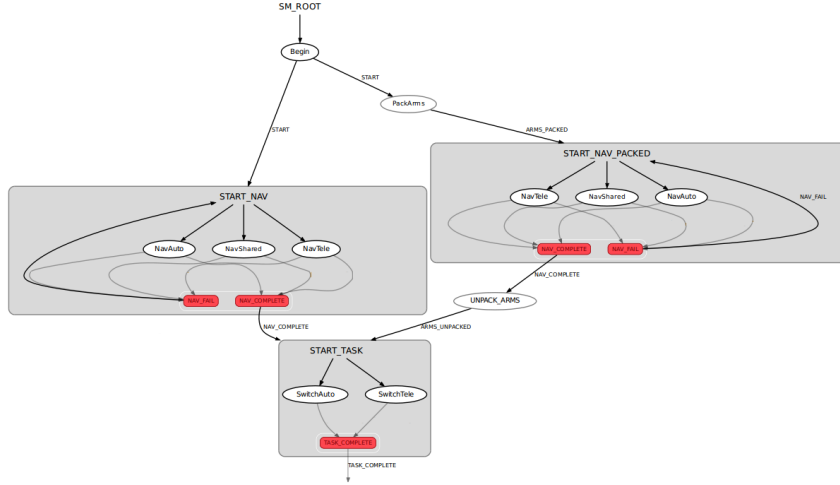 SM_ROOT
Begin
START
PackArms
START
ARMS_PACKED
START_NAV_PACKED
NavTele
NavShared
NavAuto
NAV_FAIL
NAV_COMPLETE
NAV_FAIL
START_NAV
NavAuto
NavShared
NavTele
NAV_FAIL
NAV_COMPLETE
NAV_COMPLETE
UNPACK_ARMS
NAV_COMPLETE
ARMS_UNPACKED
START_TASK
SwitchAuto
SwitchTele
TASK_COMPLETE
TASK_COMPLETE